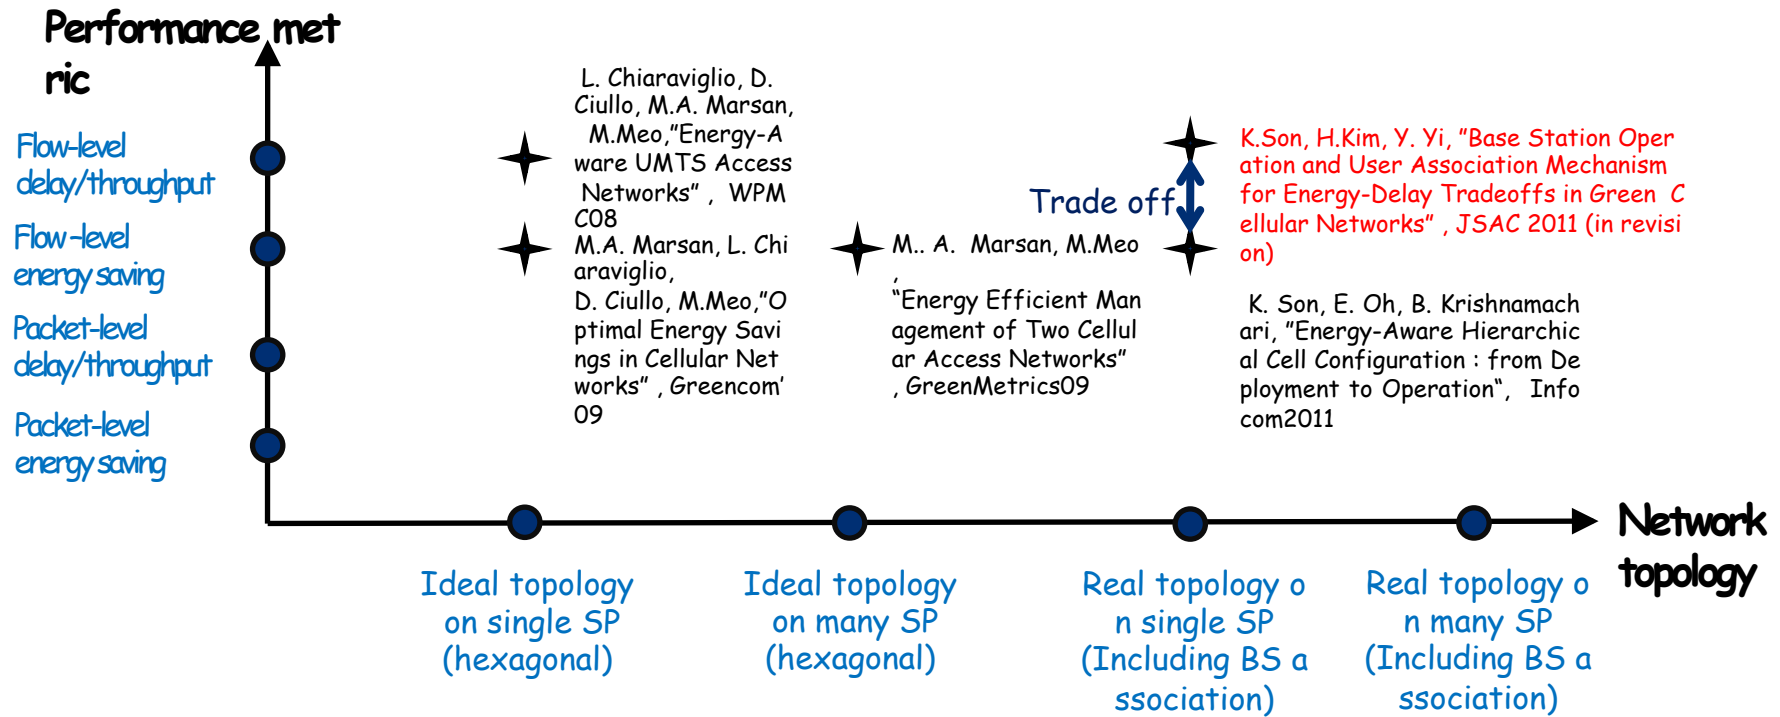 Performance met
ric
Flow-level
delay/throughput
Flow-level
energy saving
Packet-level
delay/throughput
Packet-level
energy saving
L. Chiaraviglio, D.
Ciullo, M.A. Marsan,
M.Meo,"Energy-A
ware UMTS Access
Networks" , WPM
C08
M.A. Marsan, L. Chi
araviglio,
D. Ciullo, M.Meo,"O
ptimal Energy Savi
ngs in Cellular Net
works" , Greencom'
09
M.. A. Marsan, M.Meo
,
“Energy Efficient Man
agement of Two Cellul
ar Access Networks"
, GreenMetrics09
Trade off
K.Son, H.Kim, Y. Yi, "Base Station Oper
ation and User Association Mechanism
for Energy-Delay Tradeoffs in Green C
ellular Networks" , JSAC 2011 (in revisi
on)
K. Son, E. Oh, B. Krishnamach
ari, "Energy-Aware Hierarchic
al Cell Configuration : from De
ployment to Operation“, Info
com2011
Network
topology
Ideal topology
on single SP
(hexagonal)
Ideal topology
on many SP
(hexagonal)
Real topology o
n single SP
(Including BS a
ssociation)
Real topology o
n many SP
(Including BS a
ssociation)